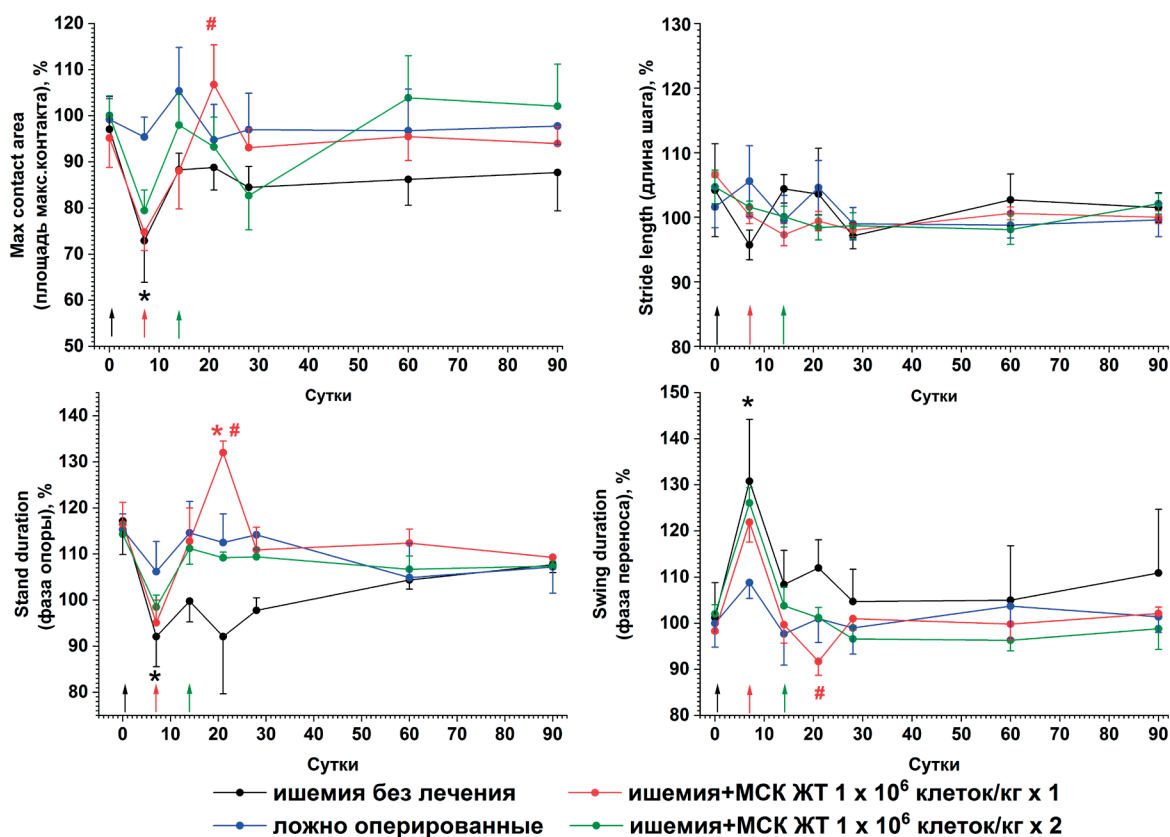 Max contact area
(площадь макс.контакта), %
120
110
100
90
80
70
60
50
#
*
0 10 20 30 40 50 60 70 80 90
Сутки
Stride length (длина шага), %
130
120
110
100
90
80
0 10 20 30 40 50 60 70 80 90
Сутки
Stand duration
(фаза опоры), %
140
130
120
110
100
90
80
* #
*
0 10 20 30 40 50 60 70 80 90
Сутки
Swing duration
(фаза переноса), %
150
140
130
120
110
100
90
80
*
#
0 10 20 30 40 50 60 70 80 90
Сутки
ишемия без лечения
ишемия+МСК ЖТ 1 x 10⁶ клеток/кг x 1
ложно оперированные
ишемия+МСК ЖТ 1 x 10⁶ клеток/кг x 2